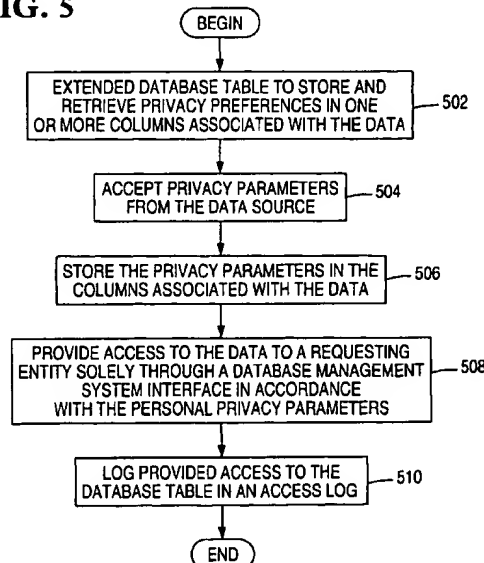 IG. 5
BEGIN
EXTENDED DATABASE TABLE TO STORE AND
RETRIEVE PRIVACY PREFERENCES IN ONE
OR MORE COLUMNS ASSOCIATED WITH THE DATA
502
ACCEPT PRIVACY PARAMETERS
FROM THE DATA SOURCE
504
STORE THE PRIVACY PARAMETERS IN THE
COLUMNS ASSOCIATED WITH THE DATA
506
PROVIDE ACCESS TO THE DATA TO A REQUESTING
ENTITY SOLELY THROUGH A DATABASE MANAGEMENT
SYSTEM INTERFACE IN ACCORDANCE
WITH THE PERSONAL PRIVACY PARAMETERS
508
LOG PROVIDED ACCESS TO THE
DATABASE TABLE IN AN ACCESS LOG
510
END